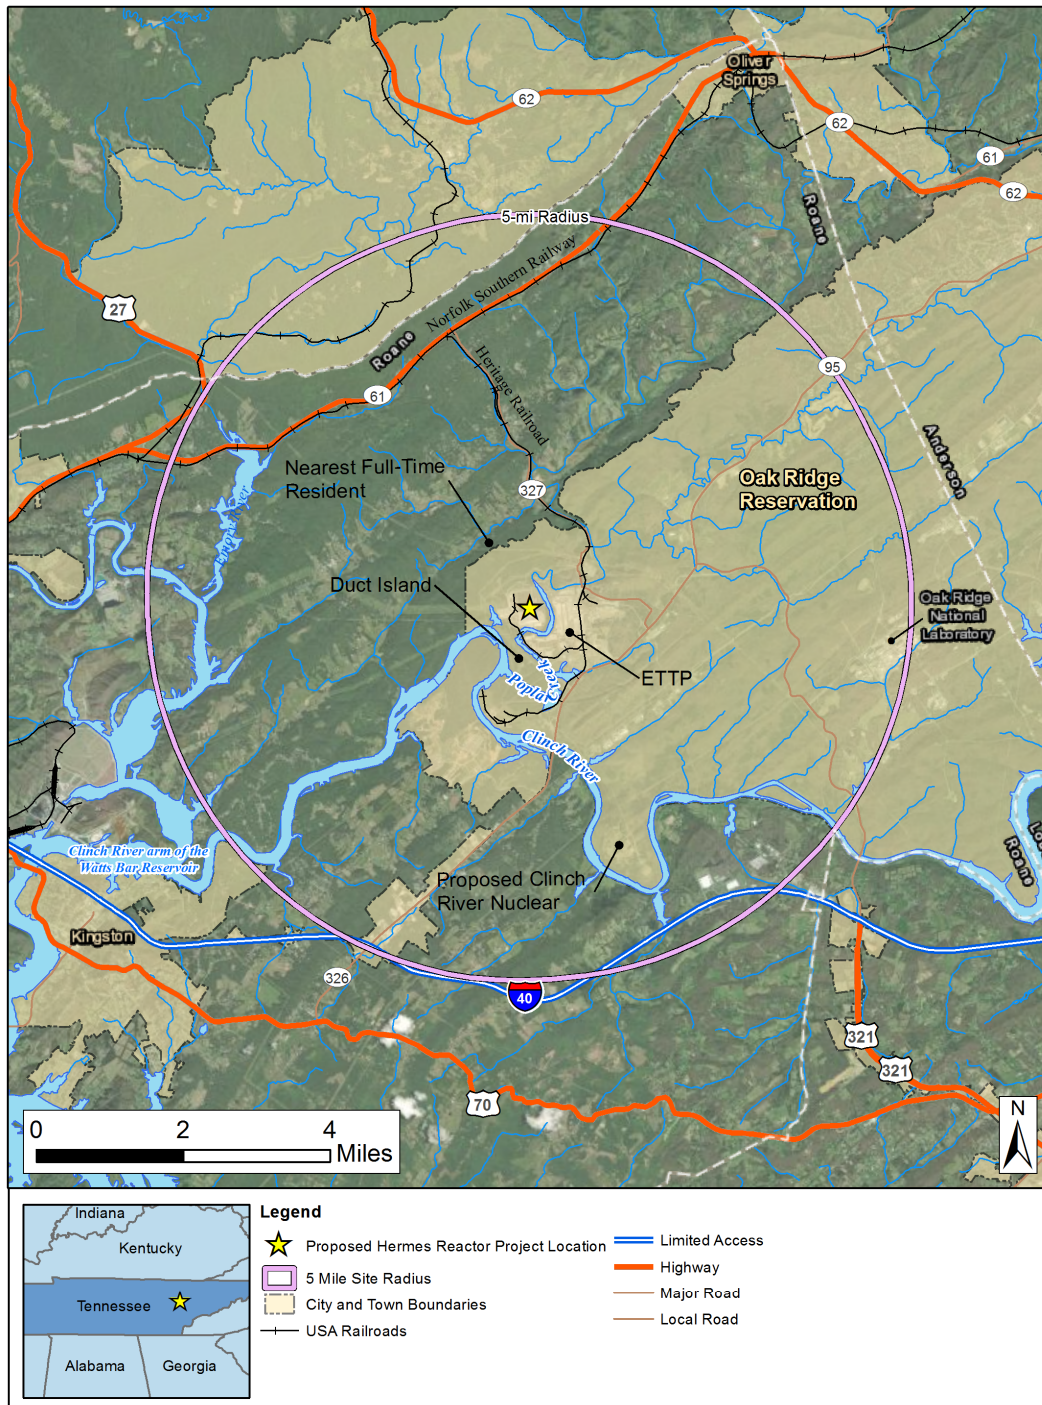 Oliver
Springs
62
62
61
62
5-mi Radius
Roane
Norfolk Southern Railway
27
Roane
95
61
Heritage Railroad
Anderson
Nearest Full-Time
Resident
Oak Ridge
Reservation
327
Emory River
Duct Island
Oak Ridge
National
Laboratory
ETTP
Poplar Creek
Clinch River
Clinch River arm of the
Watts Bar Reservoir
Roane
Proposed Clinch
River Nuclear
Kingston
326
40
321
321
70
0 2 4
Miles
N
Indiana
Kentucky
Tennessee
Alabama
Georgia
Legend
Proposed Hermes Reactor Project Location
5 Mile Site Radius
City and Town Boundaries
USA Railroads
Limited Access
Highway
Major Road
Local Road